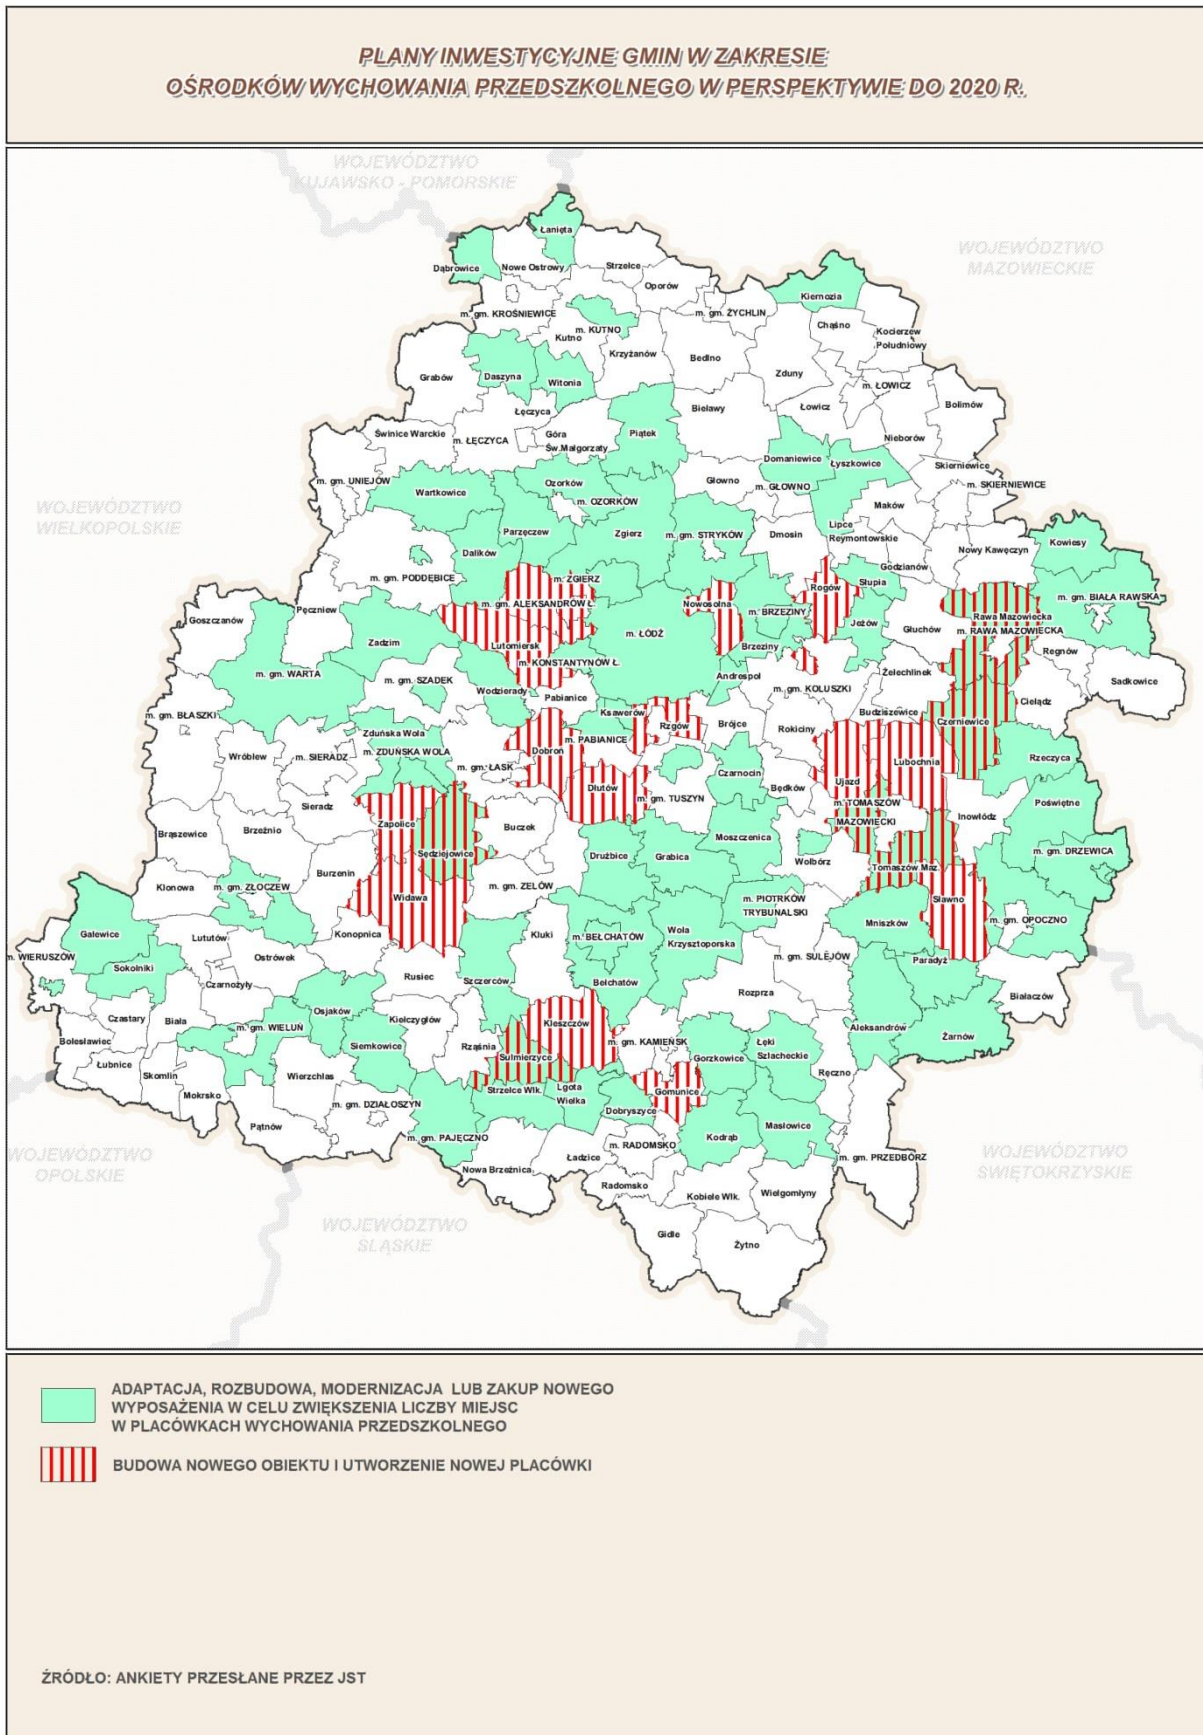 PLANY INWESTYCYJNE GMIN W ZAKRESIE
OŚRODKÓW WYCHOWANIA PRZEDSZKOLNEGO W PERSPEKTYWIE DO 2020 R.
WOJEWÓDZTWO
KUJAWSKO - POMORSKIE
WOJEWÓDZTWO
MAZOWIECKIE
WOJEWÓDZTWO
WIELKOPOLSKIE
WOJEWÓDZTWO
OPOLSKIE
WOJEWÓDZTWO
ŚLĄSKIE
WOJEWÓDZTWO
ŚWIĘTOKRZYSKIE
Łanięta
Dąbrowice
Nowe Ostrowy
Strzelce
Oporów
Kiernozia
m. gm. KROŚNIEWICE
m. KUTNO
Kutno
m. gm. ŻYCHLIN
Chąśno
Kocierzew
Południowy
Krzyżanów
Bedlno
Zduny
Grabów
Daszyna
Witonia
m. ŁOWICZ
Bolimów
Łęczyca
Bielawy
Łowicz
Świnice Warckie
m. ŁĘCZYCA
Góra
Św.Małgorzaty
Piątek
Nieborów
Domaniewice
Łyszkowice
Skierniewice
m. SKIERNIEWICE
m. gm. UNIEJÓW
Wartkowice
Ozorków
m. OZORKÓW
Głowno
m. GŁOWNO
Maków
Parzęczew
Zgierz
m. gm. STRYKÓW
Dmosin
Lipce
Reymontowskie
Kowiesy
Nowy Kawęczyn
Dalików
Godzianów
m. gm. PODDĘBICE
m. ZGIERZ
Rogów
Słupia
m. gm. BIAŁA RAWSKA
m. gm. ALEKSANDRÓW Ł.
Nowosolna
m. BRZEZINY
Rawa Mazowiecka
m. RAWA MAZOWIECKA
Pęczniew
Goszczanów
Zadzim
Lutomiersk
m. ŁÓDŹ
Jeżów
Głuchów
Regnów
Brzeziny
m. KONSTANTYNÓW Ł.
Andrespol
Żelechlinek
Sadkowice
m. gm. WARTA
m. gm. SZADEK
Wodzierady
Pabianice
m. gm. KOLUSZKI
Cielądz
m. gm. BŁASZKI
Ksawerów
Rzgów
Brójce
Rokiciny
Budziszewice
Czerniewice
Zduńska Wola
m. ZDUŃSKA WOLA
m. PABIANICE
Dobroń
Wróblew
m. SIERADZ
m. gm. ŁASK
Czarnocin
Lubochnia
Rzeczyca
Ujazd
Dłutów
m. gm. TUSZYN
Będków
Sieradz
m. TOMASZÓW
MAZOWIECKI
Inowłódz
Poświętne
Zapolice
Buczek
Brąszewice
Brzeźnio
Moszczenica
m. gm. DRZEWICA
Sędziejowice
Drużbice
Grabica
Wolbórz
Tomaszów Maz.
Burzenin
Klonowa
m. gm. ZŁOCZEW
Widawa
m. gm. ZELÓW
m. PIOTRKÓW
TRYBUNALSKI
Sławno
m. gm. OPOCZNO
Galewice
Lututów
Konopnica
Kluki
m. BEŁCHATÓW
Wola
Krzysztoporska
Mniszków
m. WIERUSZÓW
Sokolniki
Ostrówek
m. gm. SULEJÓW
Paradyż
Czarnożyły
Rusiec
Szczerców
Bełchatów
Rozprza
Białaczów
Czastary
Biała
Osjaków
Kiełczygłów
Bolesławiec
m. gm. WIELUŃ
Siemkowice
Rząśnia
Kleszczów
m. gm. KAMIEŃSK
Aleksandrów
Żarnów
Łubnice
Skomlin
Wierzchlas
Sulmierzyce
Gorzkowice
Łęki
Szlacheckie
Ręczno
Mokrsko
m. gm. DZIAŁOSZYN
Strzelce Wlk.
Lgota
Wielka
Gomunice
Dobryszyce
Pątnów
m. gm. PAJĘCZNO
Kodrąb
Masłowice
m. RADOMSKO
m. gm. PRZEDBÓRZ
Nowa Brzeźnica
Ładzice
Radomsko
Kobiele Wlk.
Wielgomłyny
Gidle
Żytno
ADAPTACJA, ROZBUDOWA, MODERNIZACJA LUB ZAKUP NOWEGO
WYPOSAŻENIA W CELU ZWIĘKSZENIA LICZBY MIEJSC
W PLACÓWKACH WYCHOWANIA PRZEDSZKOLNEGO
BUDOWA NOWEGO OBIEKTU I UTWORZENIE NOWEJ PLACÓWKI
ŹRÓDŁO: ANKIETY PRZESŁANE PRZEZ JST